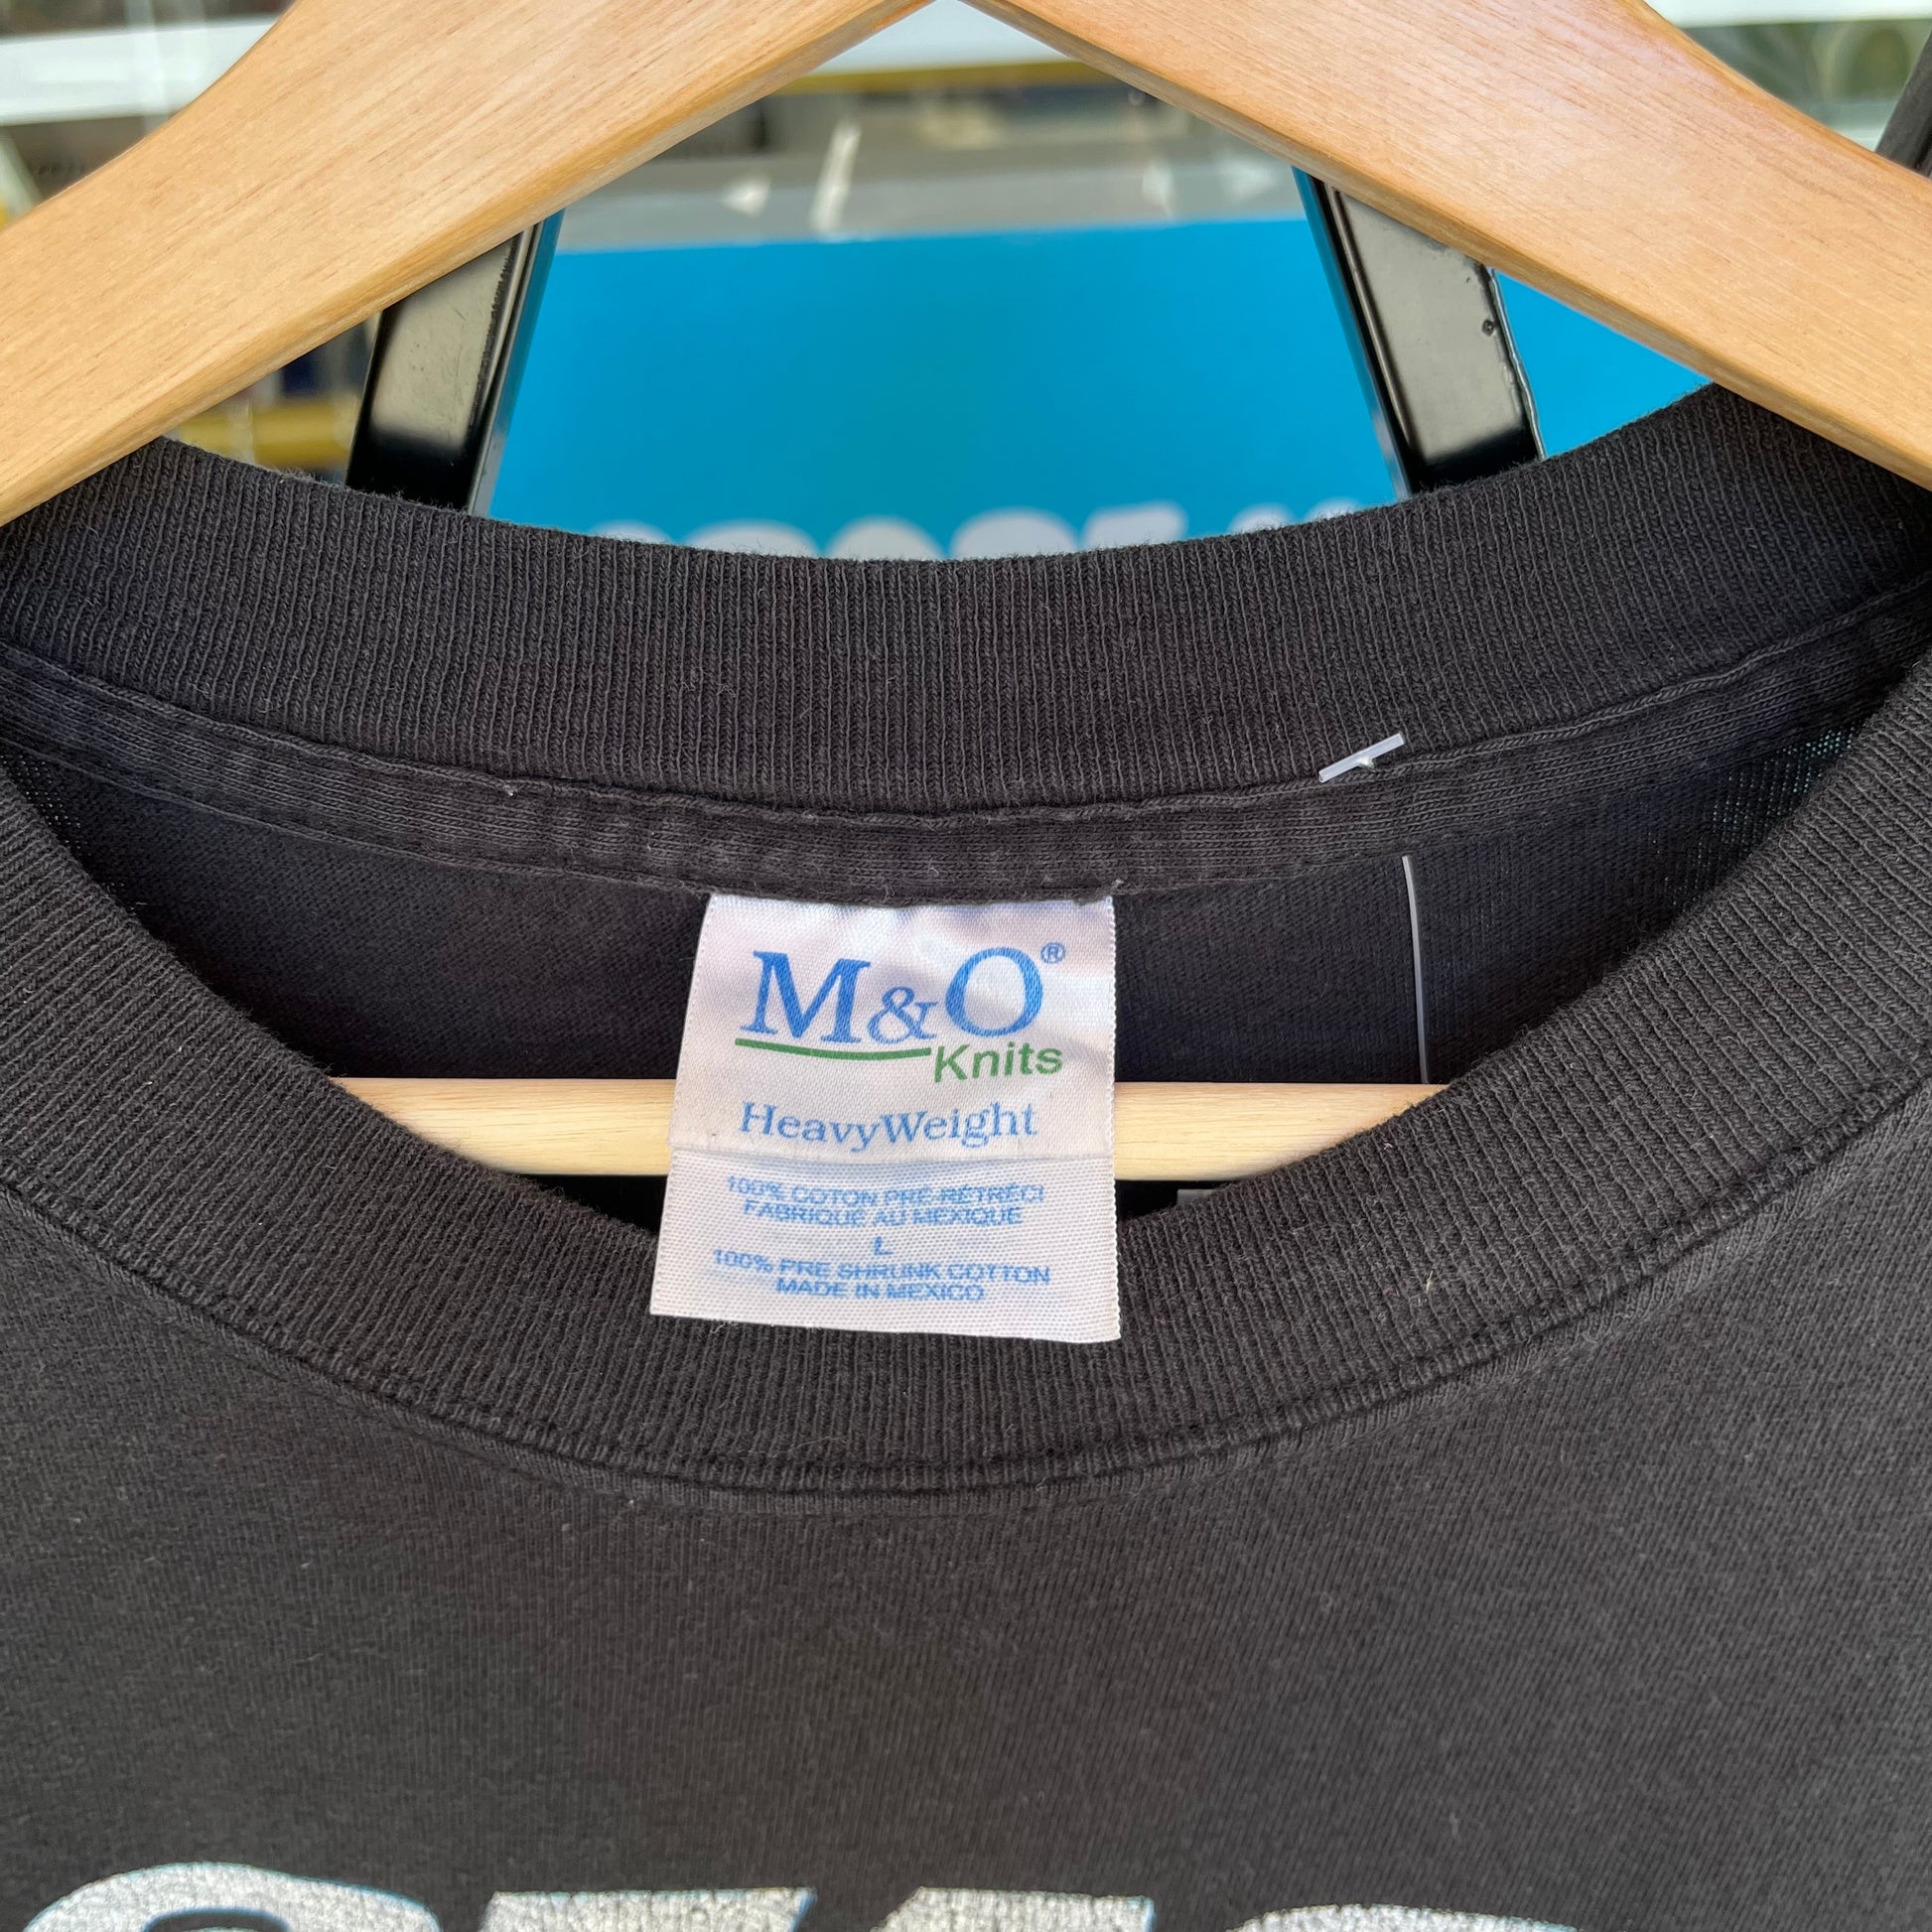 M&O®
Knits
HeavyWeight
100% COTON PRÉ-RÉTRÉCI
FABRIQUÉ AU MEXIQUE
L
100% PRE SHRUNK COTTON
MADE IN MEXICO